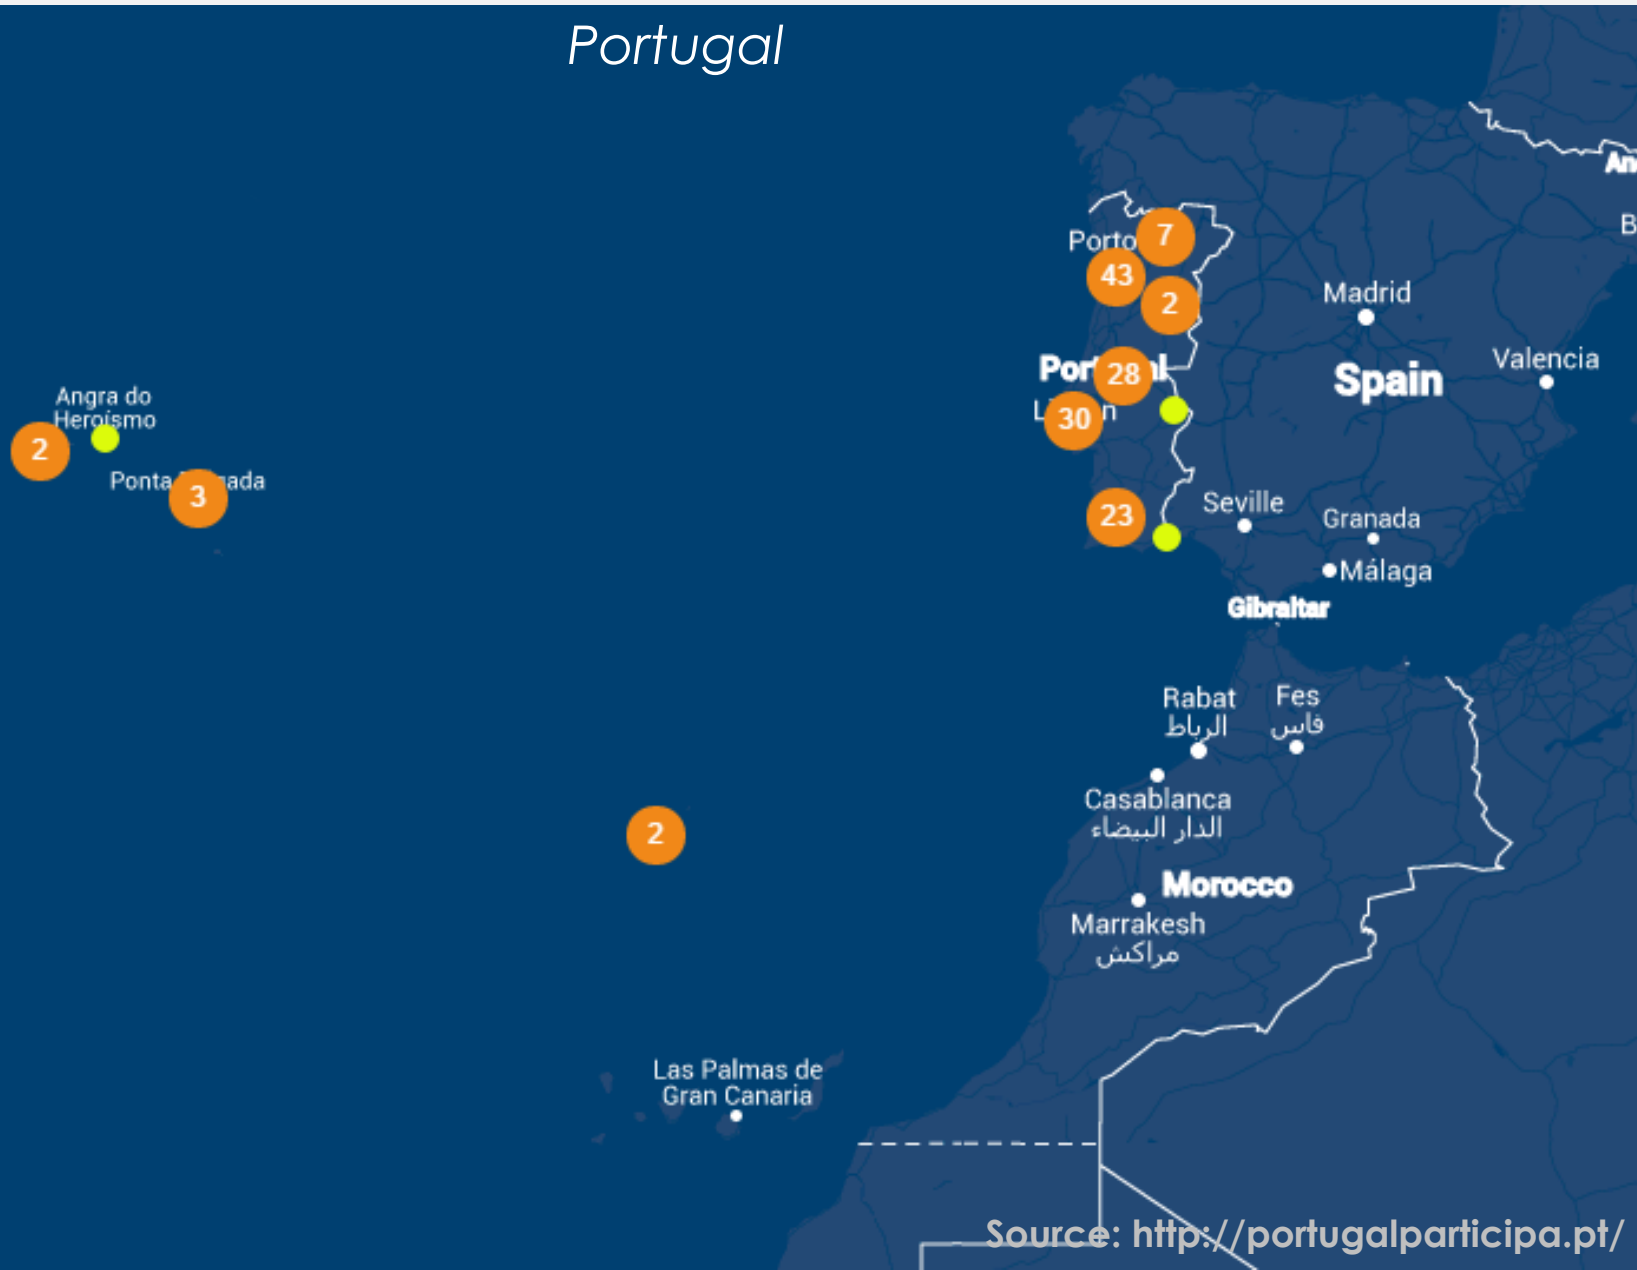 Portugal
An
B
7
Porto
43
2
Madrid
Valencia
28
Spain
30
Angra do
Heroísmo
2
Ponta
3
23
Seville
Granada
Málaga
Gibraltar
Rabat
الرباط
Fes
فاس
Casablanca
الدار البيضاء
2
Morocco
Marrakesh
مراكش
Las Palmas de
Gran Canaria
Source: http://portugalparticipa.pt/